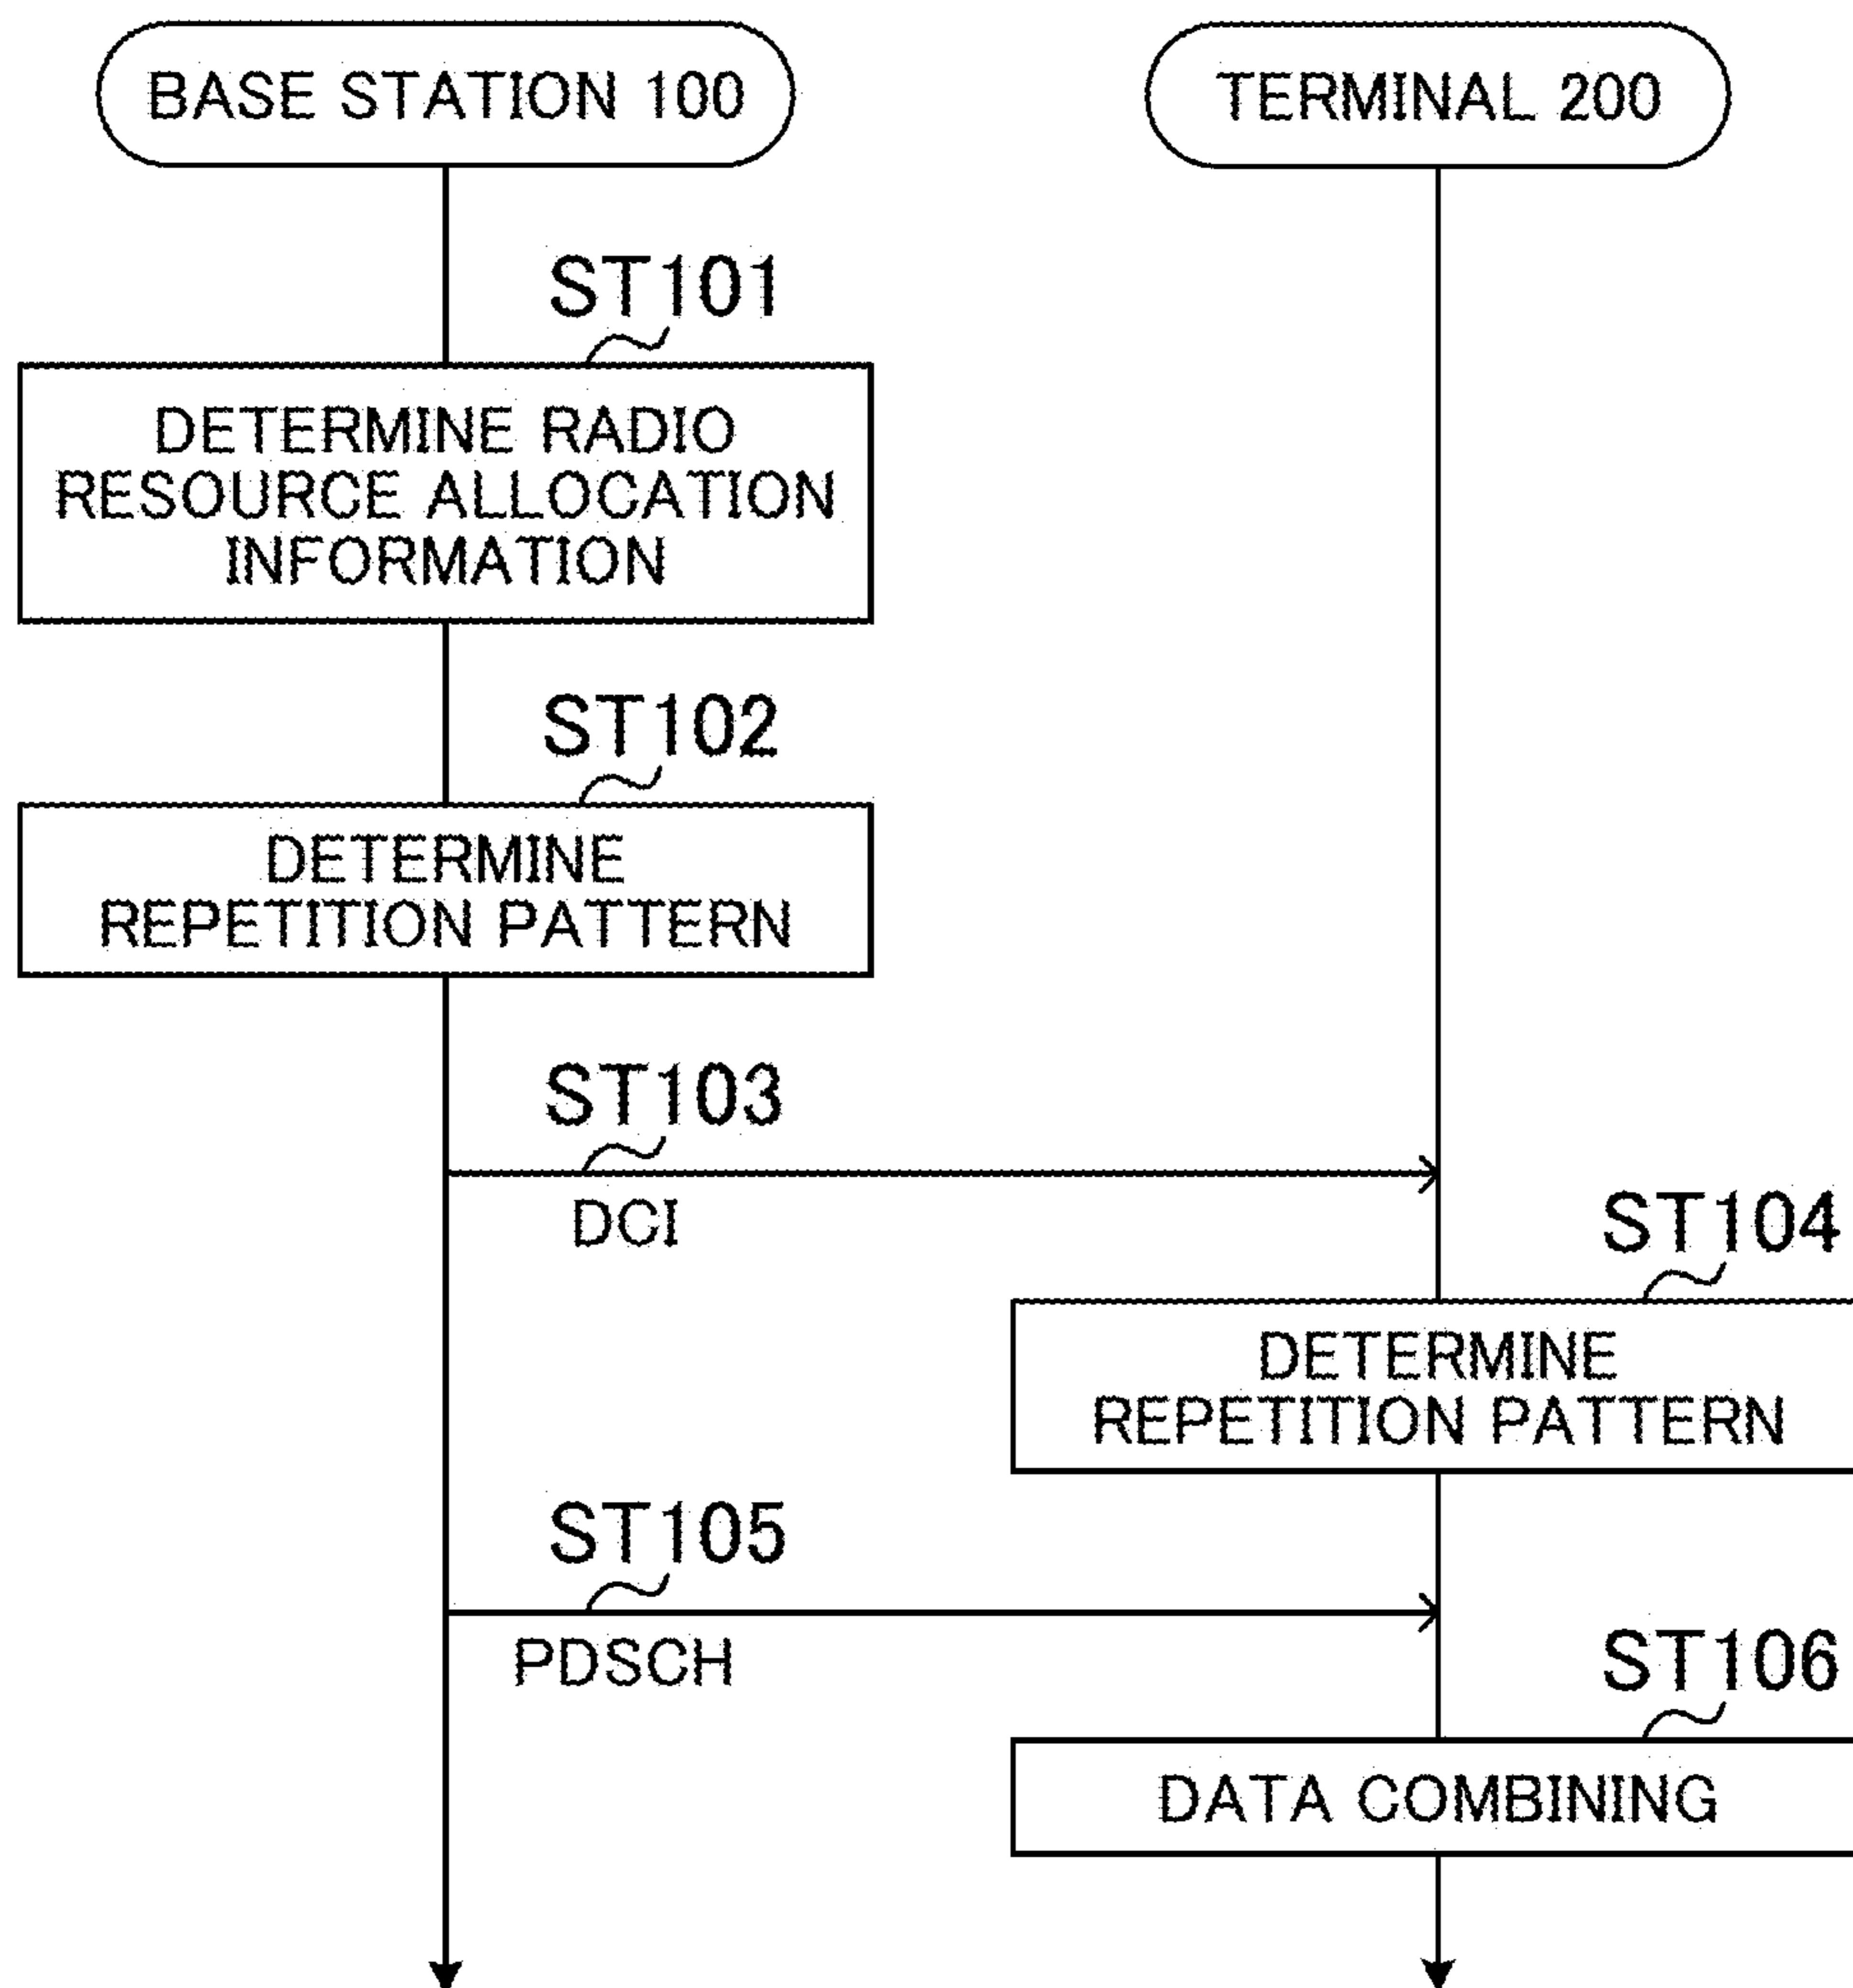 BASE STATION 100
TERMINAL 200
ST101
DETERMINE RADIO
RESOURCE ALLOCATION
INFORMATION
ST102
DETERMINE
REPETITION PATTERN
ST103
DCI
ST104
DETERMINE
REPETITION PATTERN
ST105
PDSCH
ST106
DATA COMBINING